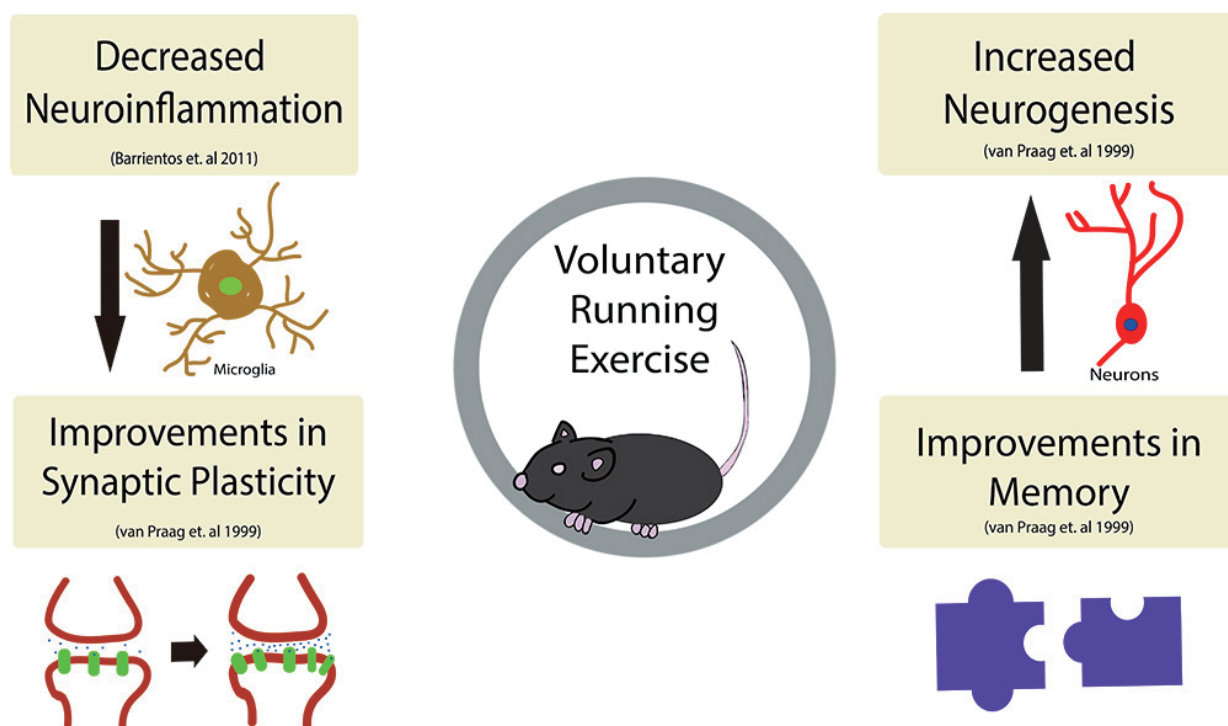 Decreased
Neuroinflammation
(Barrientos et. al 2011)
Microglia
Improvements in
Synaptic Plasticity
(van Praag et. al 1999)
Voluntary
Running
Exercise
Increased
Neurogenesis
(van Praag et. al 1999)
Neurons
Improvements in
Memory
(van Praag et. al 1999)